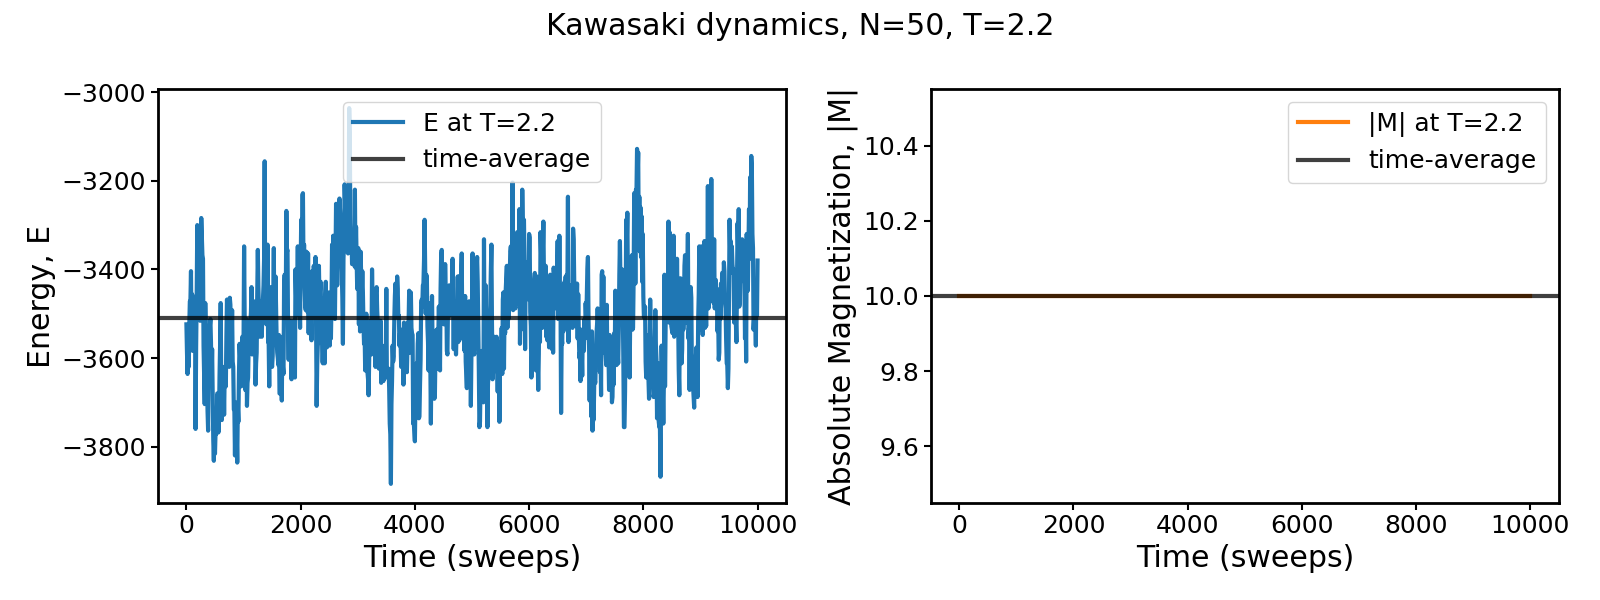 Kawasaki dynamics, N=50, T=2.2
Energy, E
−3000
−3200
−3400
−3600
−3800
E at T=2.2
time-average
0
2000
4000
6000
8000
10000
Time (sweeps)
Absolute Magnetization, |M|
10.4
10.2
10.0
9.8
9.6
|M| at T=2.2
time-average
0
2000
4000
6000
8000
10000
Time (sweeps)